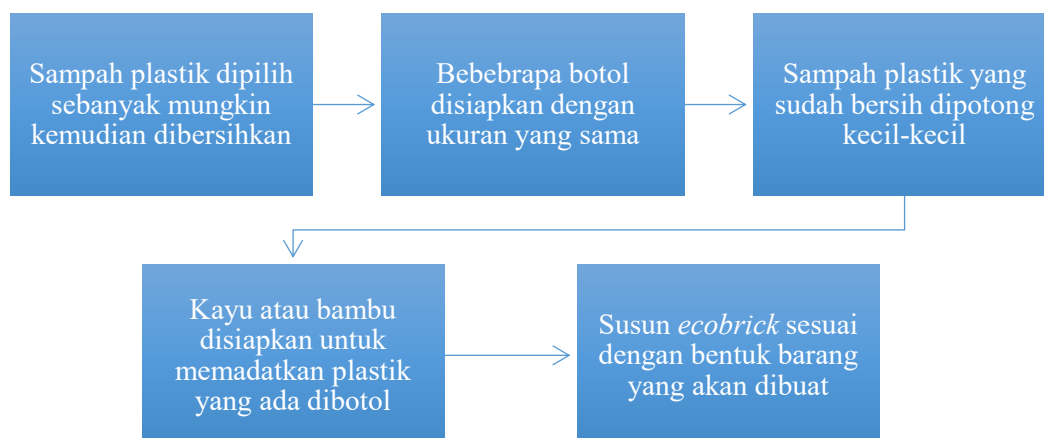 Sampah plastik dipilih
sebanyak mungkin
kemudian dibersihkan
Bebebrapa botol
disiapkan dengan
ukuran yang sama
Sampah plastik yang
sudah bersih dipotong
kecil-kecil
Kayu atau bambu
disiapkan untuk
memadatkan plastik
yang ada dibotol
Susun ecobrick sesuai
dengan bentuk barang
yang akan dibuat